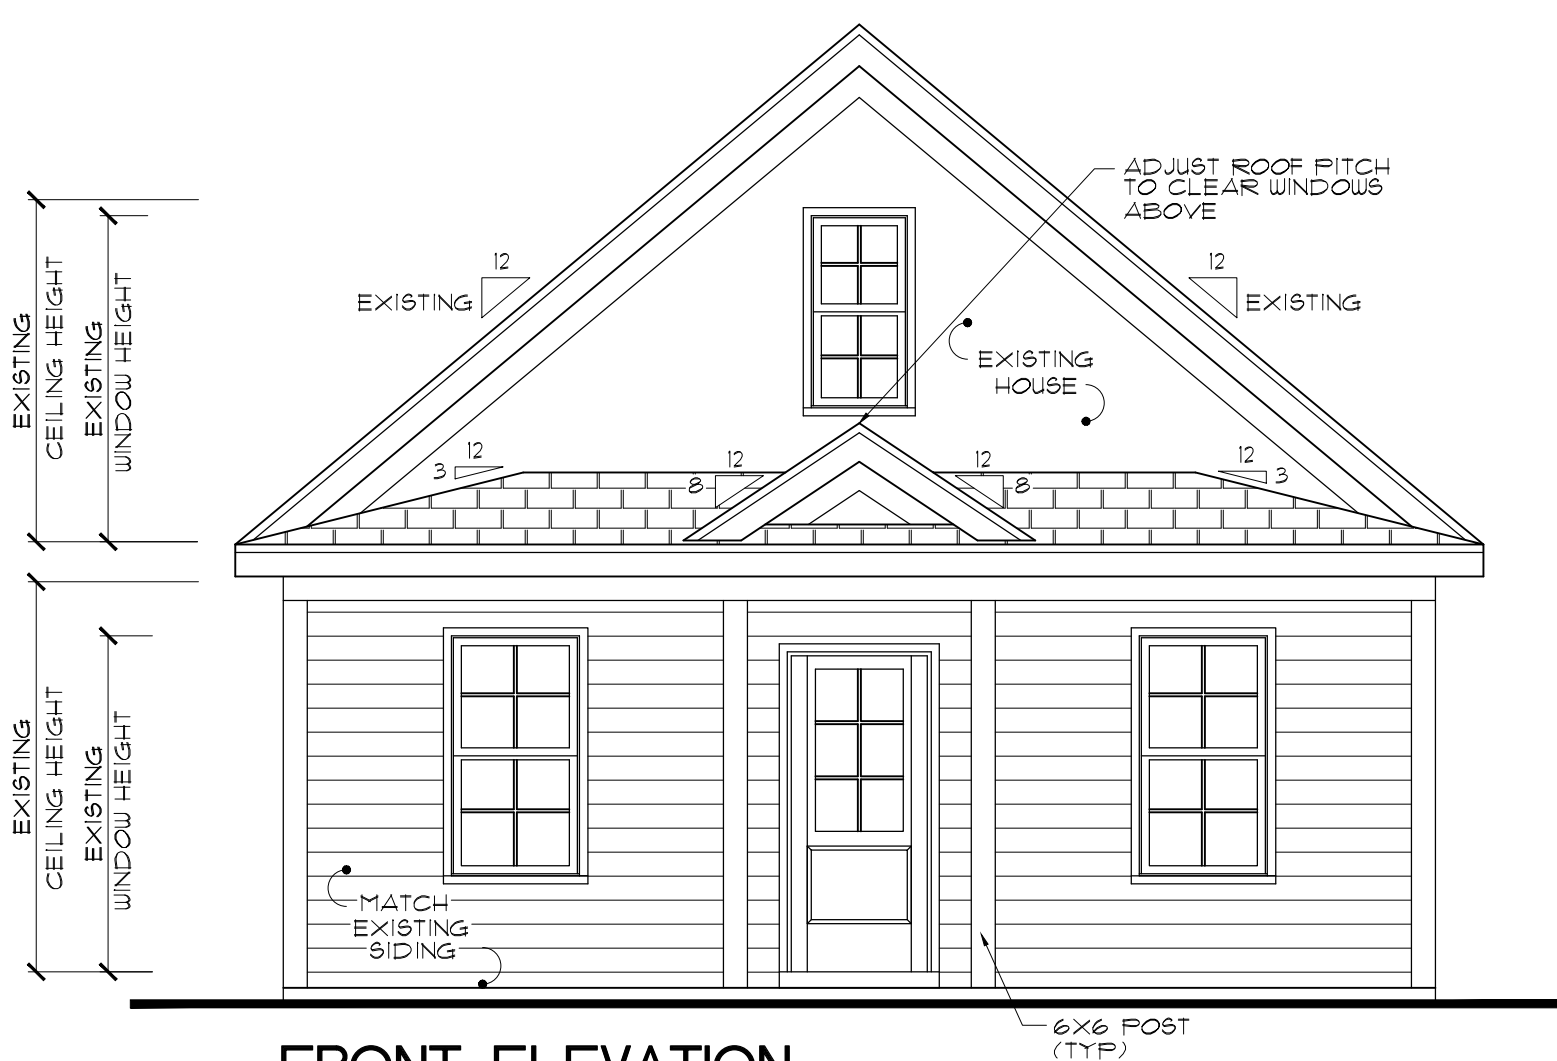 ADJUST ROOF PITCH
TO CLEAR WINDOWS
ABOVE
12
EXISTING
12
EXISTING
EXISTING
CEILING HEIGHT
EXISTING
WINDOW HEIGHT
EXISTING
HOUSE
12
3
12
8
12
8
12
3
EXISTING
CEILING HEIGHT
EXISTING
WINDOW HEIGHT
MATCH
EXISTING
SIDING
6X6 POST
(TYP)
FRONT ELEVATION